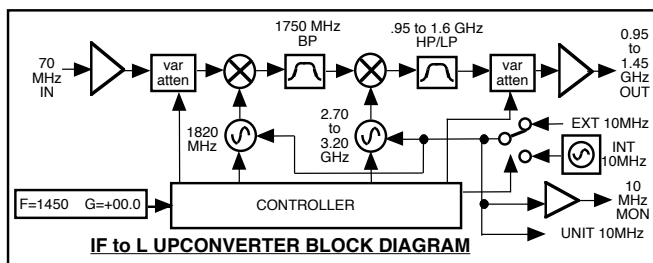 70
MHz
IN
var
atten
1750 MHz
BP
.95 to 1.6 GHz
HP/LP
var
atten
0.95
to
1.45
GHz
OUT
1820
MHz
2.70
to
3.20
GHz
EXT 10MHz
INT
10MHz
F=1450 G=+00.0
CONTROLLER
10
MHz
MON
UNIT 10MHz
IF to L UPCONVERTER BLOCK DIAGRAM